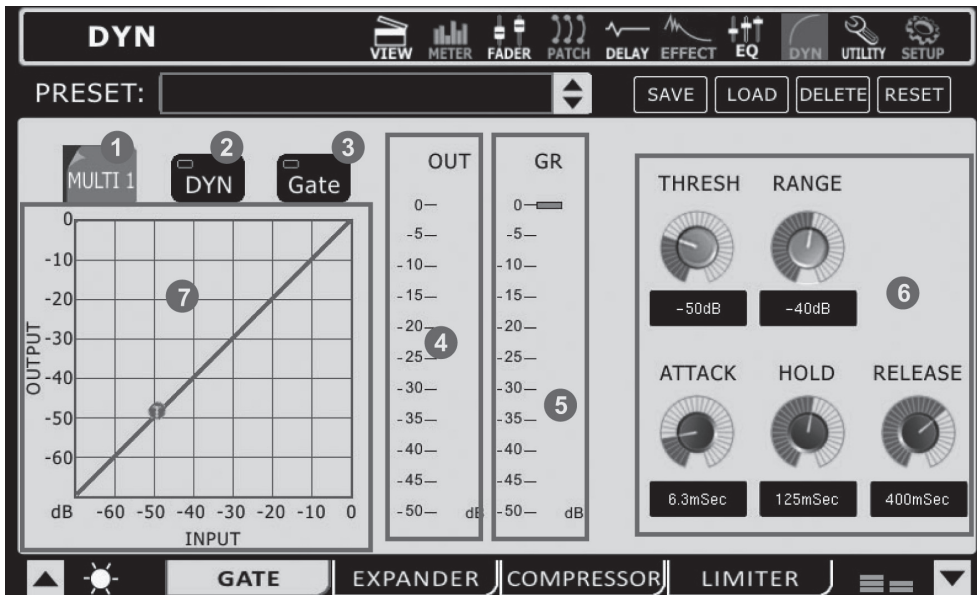 DYN
VIEW METER FADER PATCH DELAY EFFECT EQ DYN UTILITY SETUP
PRESET: SAVE LOAD DELETE RESET
1 2 3
MULTI 1 DYN Gate
OUT
0
-5
-10
-15
-20
-25
-30
-35
-40
-45
-50 dB
4
GR
0
-5
-10
-15
-20
-25
-30
-35
-40
-45
-50 dB
5
THRESH RANGE
-50dB -40dB
6
ATTACK HOLD RELEASE
6.3mSec 125mSec 400mSec
0
-10
-20
-30
-40
-50
-60
7
T
OUTPUT
dB -60 -50 -40 -30 -20 -10 0
INPUT
GATE EXPANDER COMPRESSOR LIMITER